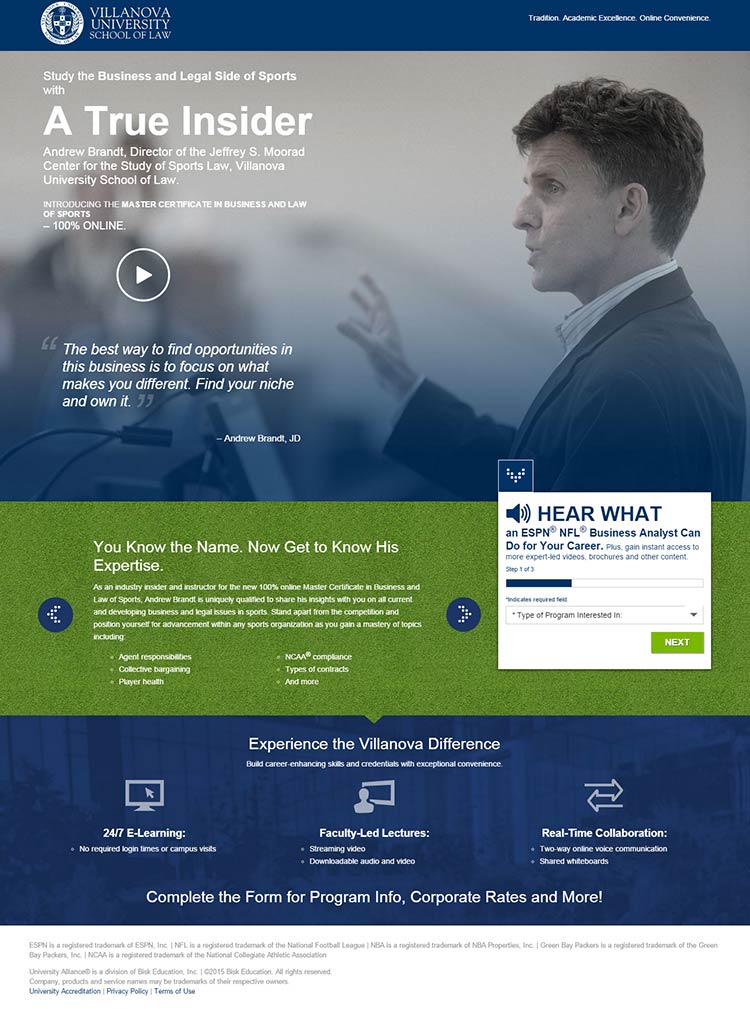 VILLANOVA
UNIVERSITY
SCHOOL OF LAW
Tradition. Academic Excellence. Online Convenience.
Study the Business and Legal Side of Sports
with
A True Insider
Andrew Brandt, Director of the Jeffrey S. Moorad
Center for the Study of Sports Law, Villanova
University School of Law.
INTRODUCING THE MASTER CERTIFICATE IN BUSINESS AND LAW
OF SPORTS
– 100% ONLINE.
“ The best way to find opportunities in
this business is to focus on what
makes you different. Find your niche
and own it. ”
– Andrew Brandt, JD
HEAR WHAT
an ESPN® NFL® Business Analyst Can
Do for Your Career. Plus, gain instant access to
more expert-led videos, brochures and other content.
Step 1 of 3
*Indicates required field.
* Type of Program Interested In:
NEXT
You Know the Name. Now Get to Know His
Expertise.
As an industry insider and instructor for the new 100% online Master Certificate in Business and
Law of Sports, Andrew Brandt is uniquely qualified to share his insights with you on all current
and developing business and legal issues in sports. Stand apart from the competition and
position yourself for advancement within any sports organization as you gain a mastery of topics
including:
Agent responsibilities
Collective bargaining
Player health
NCAA® compliance
Types of contracts
And more
Experience the Villanova Difference
Build career-enhancing skills and credentials with exceptional convenience.
24/7 E-Learning:
No required login times or campus visits
Faculty-Led Lectures:
Streaming video
Downloadable audio and video
Real-Time Collaboration:
Two-way online voice communication
Shared whiteboards
Complete the Form for Program Info, Corporate Rates and More!
ESPN is a registered trademark of ESPN, Inc. | NFL is a registered trademark of the National Football League | NBA is a registered trademark of NBA Properties, Inc. | Green Bay Packers is a registered trademark of the Green
Bay Packers, Inc. | NCAA is a registered trademark of the National Collegiate Athletic Association
University Alliance® is a division of Bisk Education, Inc. | ©2015 Bisk Education. All rights reserved.
Company, products and service names may be trademarks of their respective owners.
University Accreditation | Privacy Policy | Terms of Use